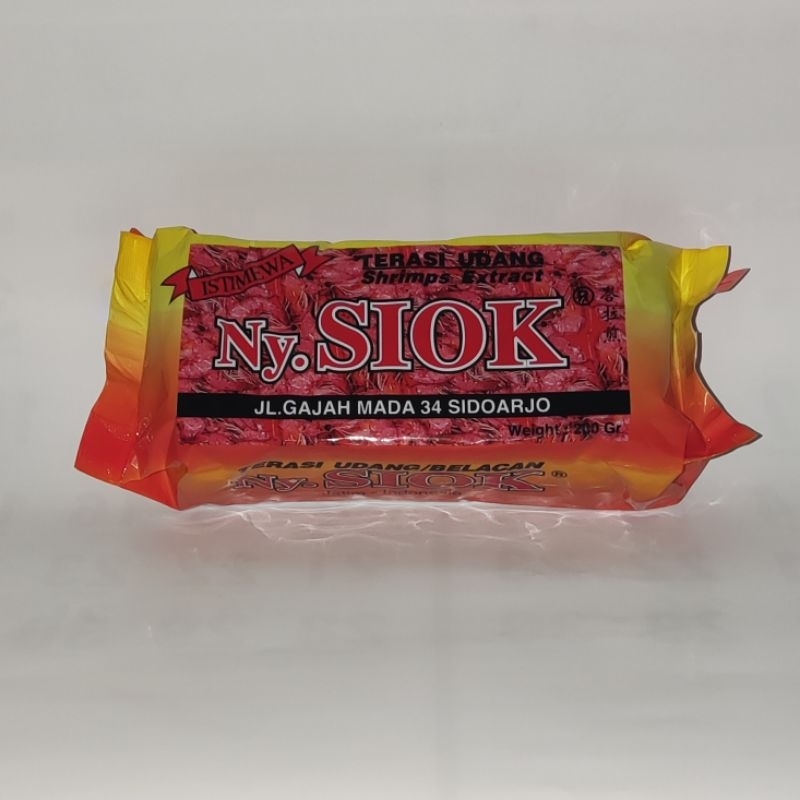 ISTIMEWA
TERASI UDANG
Shrimps Extract
Ny. SIOK ®
JL.GAJAH MADA 34 SIDOARJO
Weight : 200 Gr
TERASI UDANG/BELACAN
Ny. SIOK ®
Indonesia